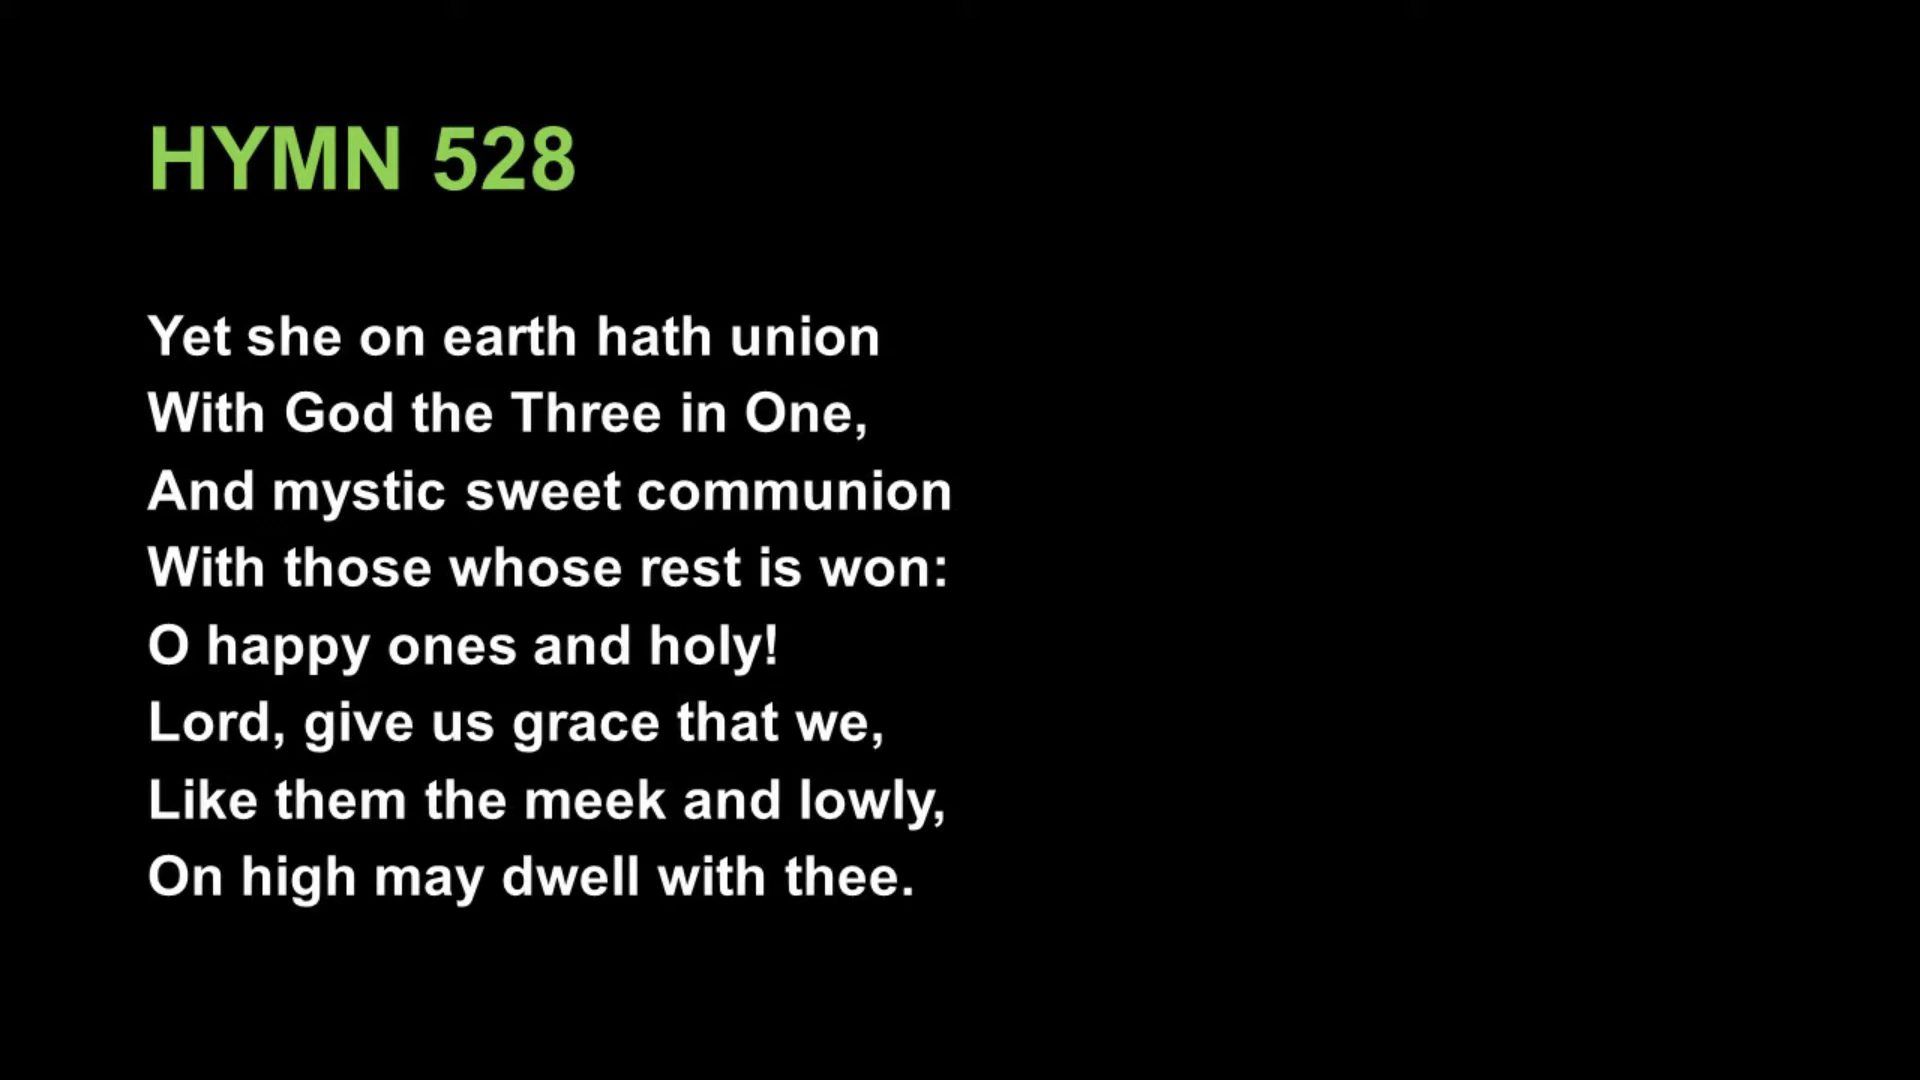 HYMN 528
Yet she on earth hath union
With God the Three in One,
And mystic sweet communion
With those whose rest is won:
O happy ones and holy!
Lord, give us grace that we,
Like them the meek and lowly,
On high may dwell with thee.